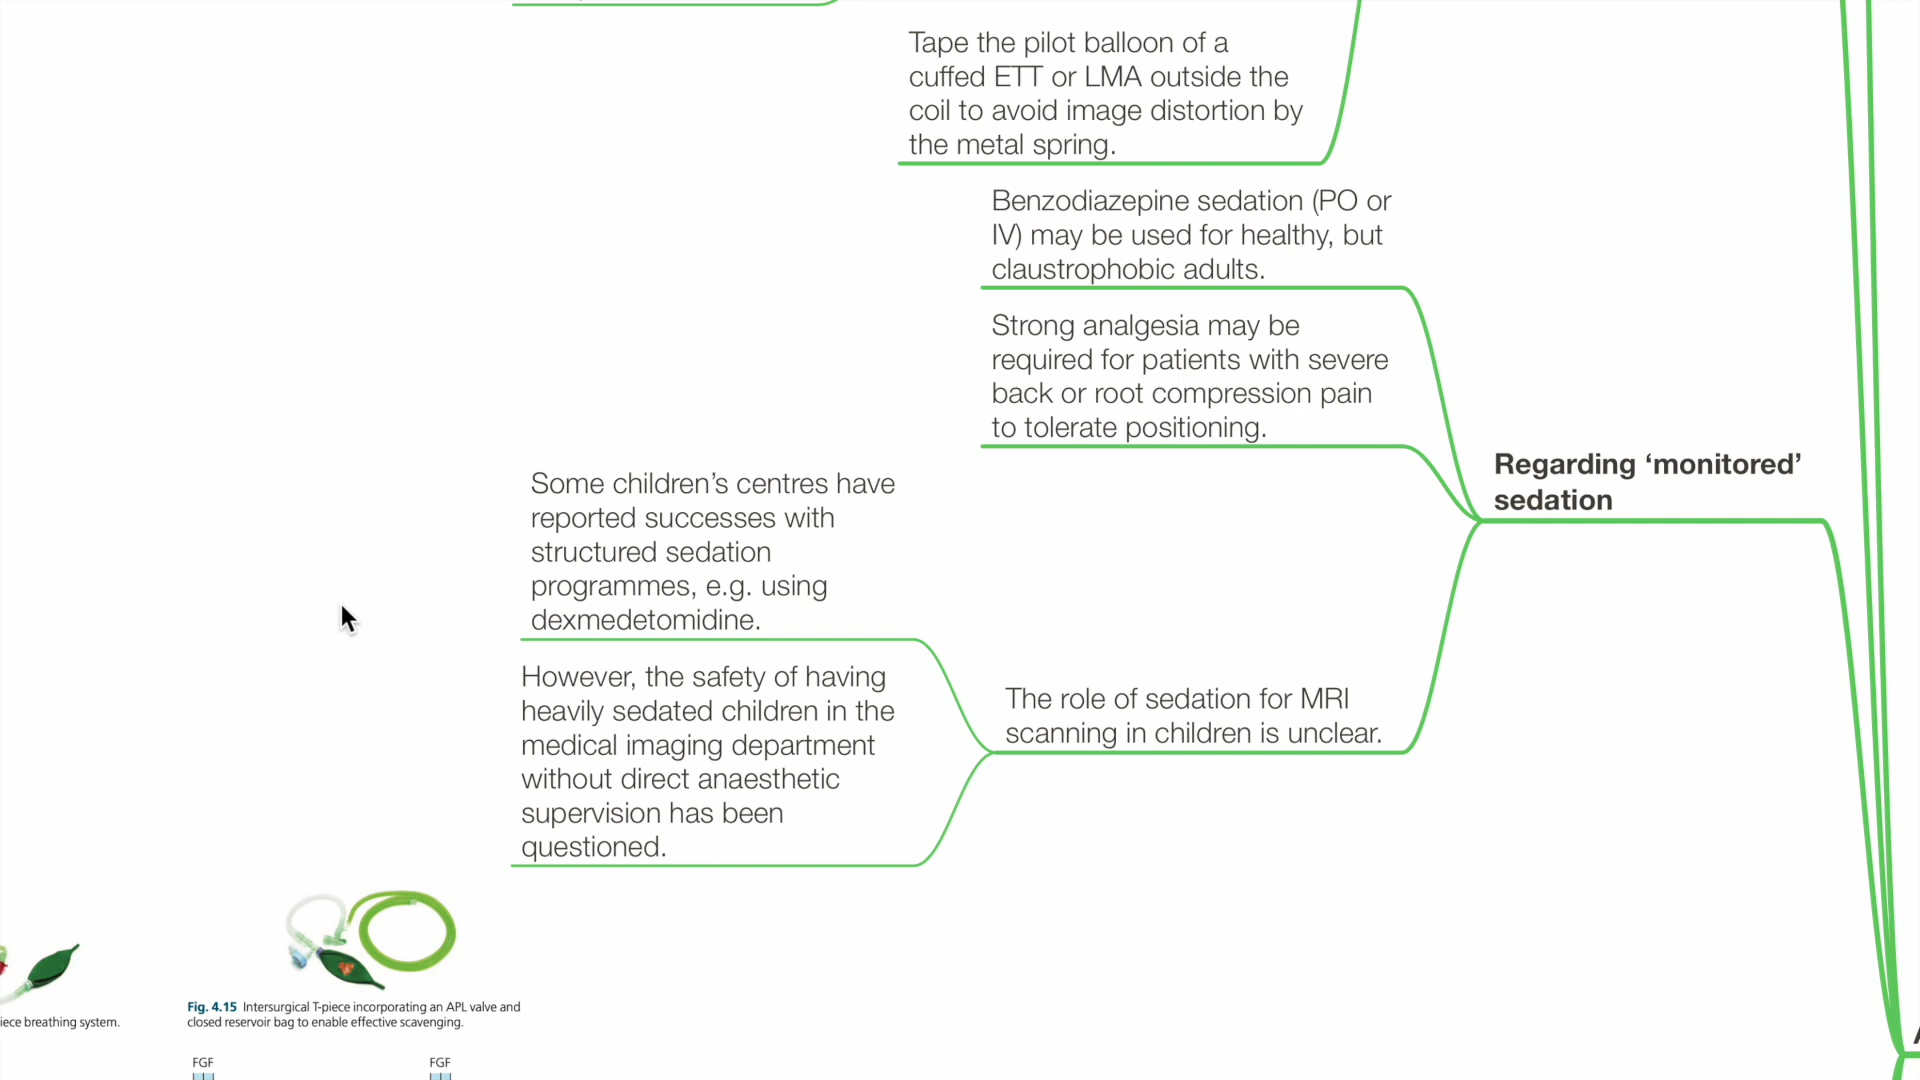 Tape the pilot balloon of a
cuffed ETT or LMA outside the
coil to avoid image distortion by
the metal spring.
Benzodiazepine sedation (PO or
IV) may be used for healthy, but
claustrophobic adults.
Strong analgesia may be
required for patients with severe
back or root compression pain
to tolerate positioning.
Regarding ‘monitored’
sedation
Some children’s centres have
reported successes with
structured sedation
programmes, e.g. using
dexmedetomidine.
However, the safety of having
heavily sedated children in the
medical imaging department
without direct anaesthetic
supervision has been
questioned.
The role of sedation for MRI
scanning in children is unclear.
iece breathing system.
Fig. 4.15 Intersurgical T-piece incorporating an APL valve and
closed reservoir bag to enable effective scavenging.
FGF
FGF